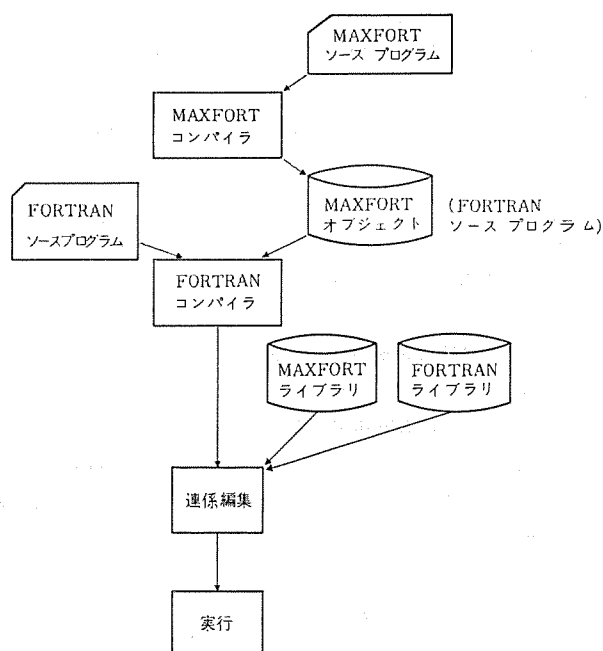 MAXFORT
ソース プログラム
MAXFORT
コンパイラ
FORTRAN
ソースプログラム
MAXFORT
オブジェクト
(FORTRAN
ソース プログラム)
FORTRAN
コンパイラ
MAXFORT
ライブラリ
FORTRAN
ライブラリ
連係編集
実行